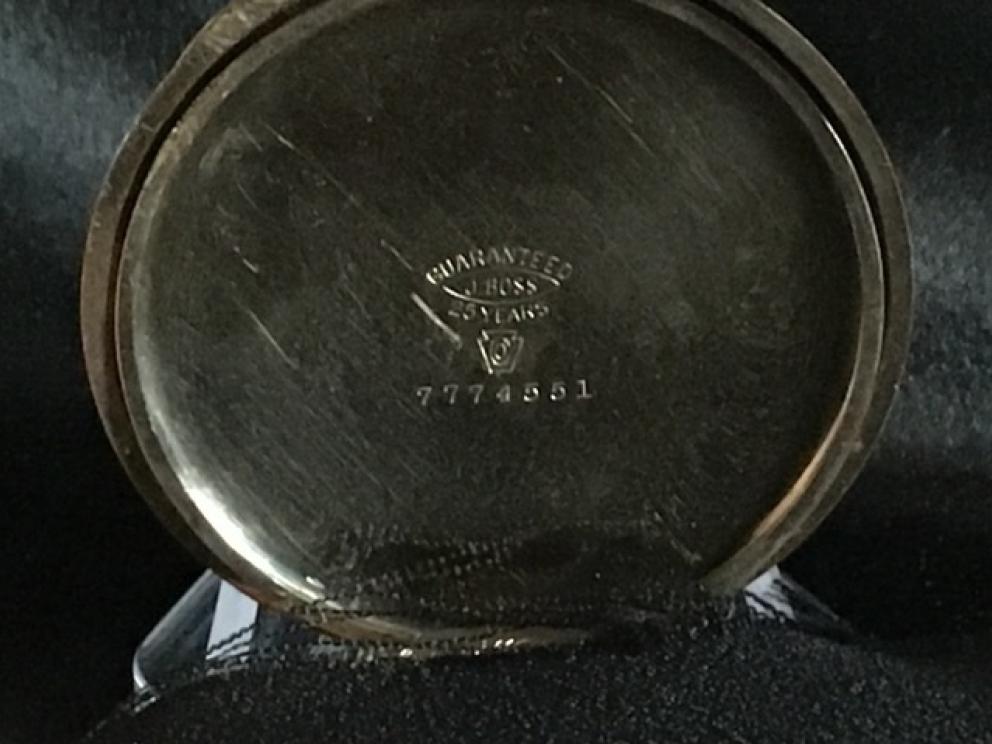 GUARANTEED
J. BOSS
25 YEARS
7774551